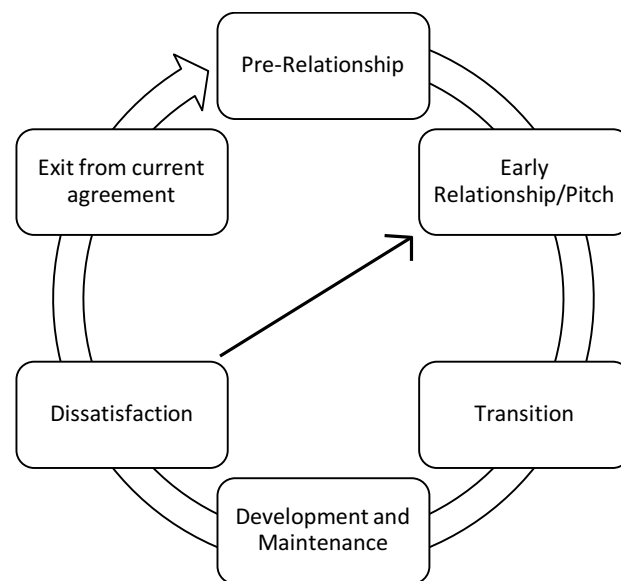 Pre-Relationship
Early
Relationship/Pitch
Transition
Development and
Maintenance
Dissatisfaction
Exit from current
agreement